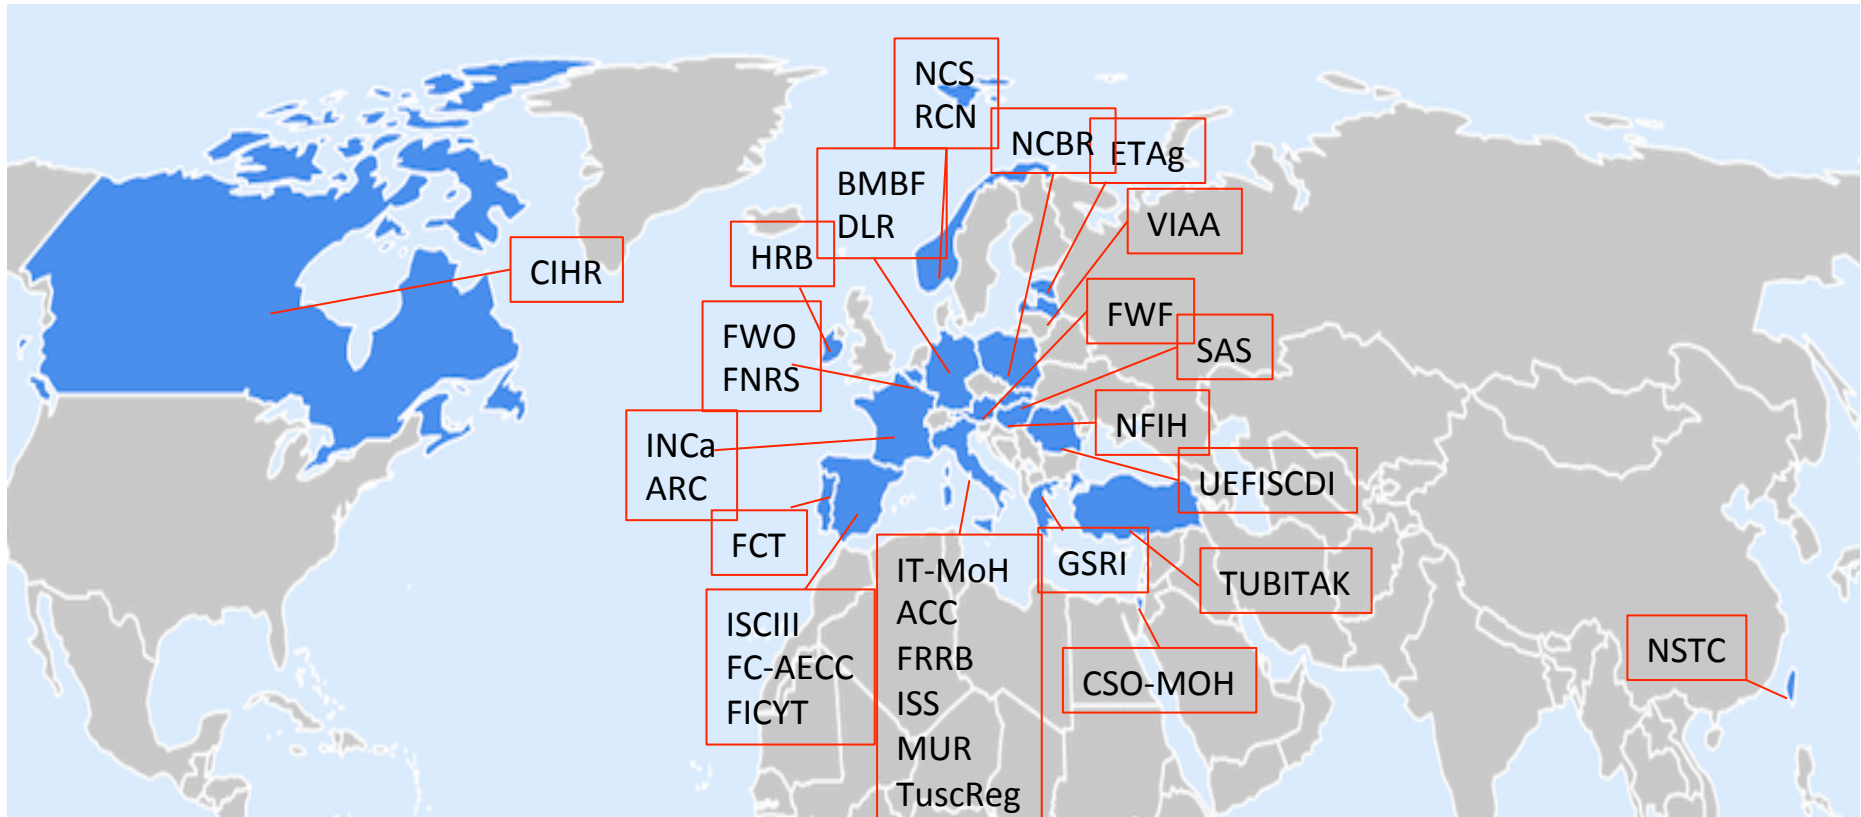 NCS
RCN
NCBR
ETAg
BMBF
DLR
VIAA
HRB
CIHR
FWF
FWO
FNRS
SAS
NFIH
INCa
ARC
UEFISCDI
FCT
GSRI
TUBITAK
IT-MoH
ACC
FRRB
ISS
MUR
TuscReg
ISCIII
FC-AECC
FICYT
CSO-MOH
NSTC